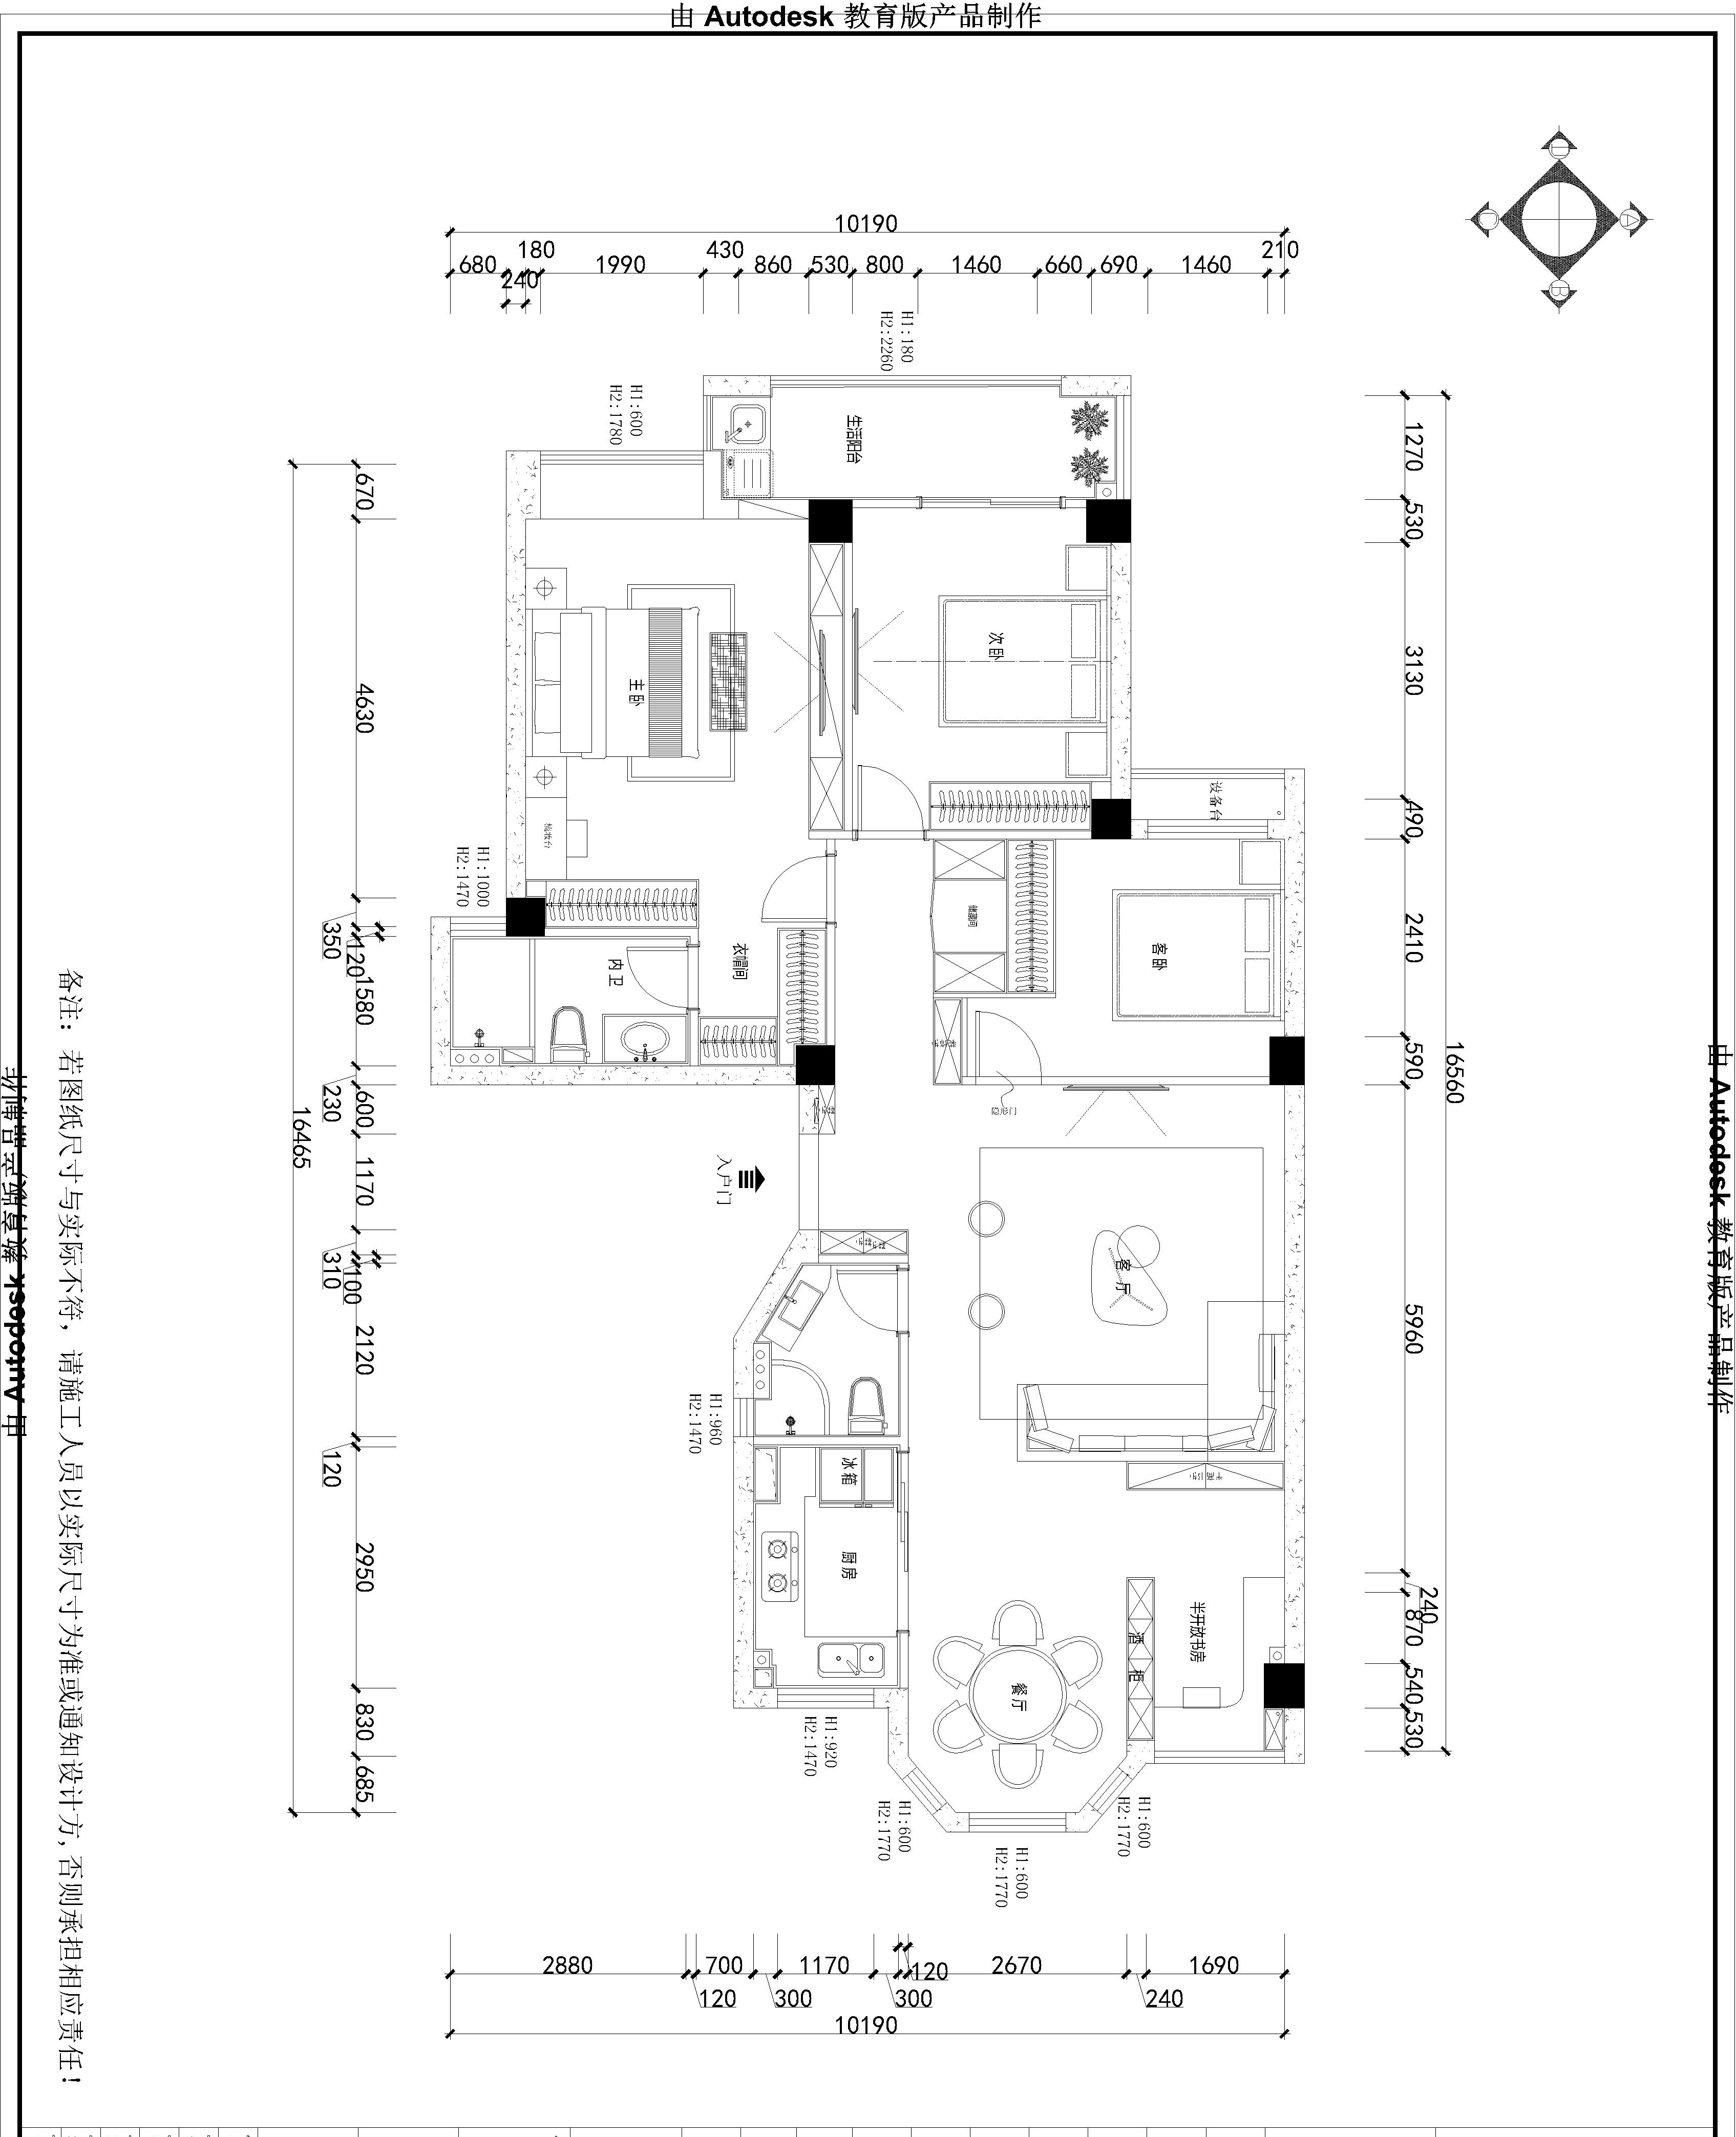 由 Autodesk 教育版产品制作
10190
180
430
210
680
1990
860
530
800
1460
660
690
1460
240
H1:180
H2:2260
H1:600
H2:1780
生活阳台
次卧
主卧
梳妆台
设备台
储藏间
客卧
H1:1000
H2:1470
内卫
衣帽间
隐形门
入户门
客厅
H1:960
H2:1470
冰箱
厨房
半开放书房
酒柜
餐厅
H1:920
H2:1470
H1:600
H2:1770
H1:600
H2:1770
H1:600
H2:1770
670
4630
350
120
1580
230
600
1170
310
100
2120
120
2950
830
685
16465
1270
530
3130
490
2410
590
5960
240
870
540
530
16560
2880
700
1170
120
2670
1690
120
300
300
240
10190
A
B
备注：若图纸尺寸与实际不符，请施工人员以实际尺寸为准或通知设计方，否则承担相应责任！
由 Autodesk 教育版产品制作
由 Autodesk 教育版产品制作